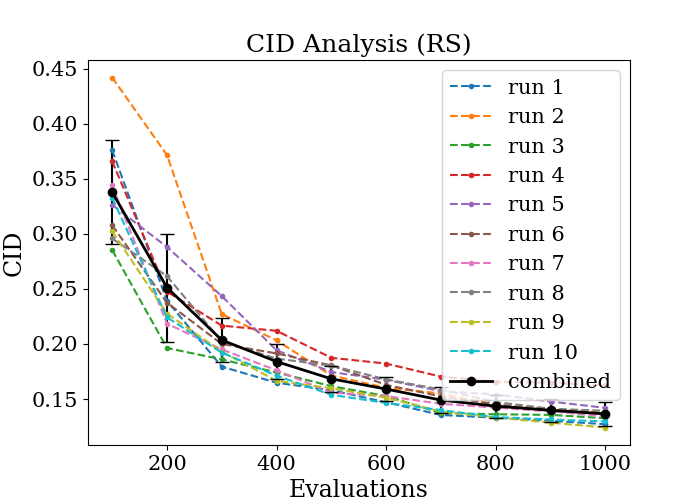 CID Analysis (RS)
0.45
0.40
0.35
0.30
0.25
0.20
0.15
CID
run 1
run 2
run 3
run 4
run 5
run 6
run 7
run 8
run 9
run 10
combined
200 400 600 800 1000
Evaluations